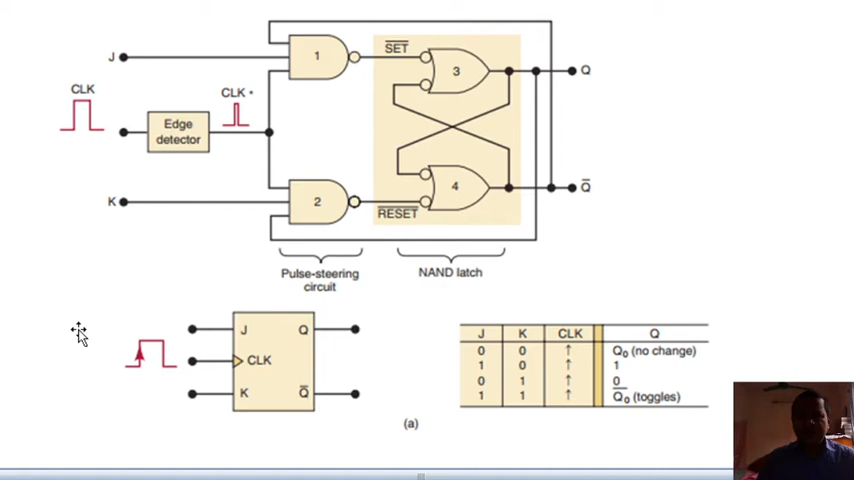 1
SET
3
Q
J
CLK
CLK *
Edge
detector
2
4
Q̅
K
RESET
Pulse-steering
circuit
NAND latch
J
Q
CLK
K
Q̅
J K CLK Q
0 0 ↑ Q₀ (no change)
1 0 ↑ 1
0 1 ↑ 0
1 1 ↑ Q̅₀ (toggles)
(a)